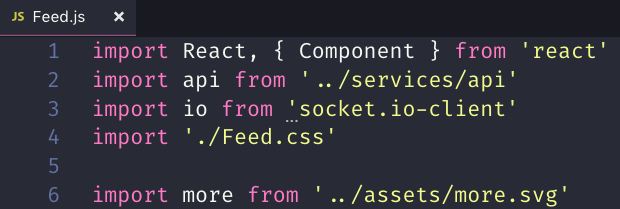 JS Feed.js ×
1 import React, { Component } from 'react'
2 import api from '../services/api'
3 import io from 'socket.io-client'
4 import './Feed.css'
5
6 import more from '../assets/more.svg'